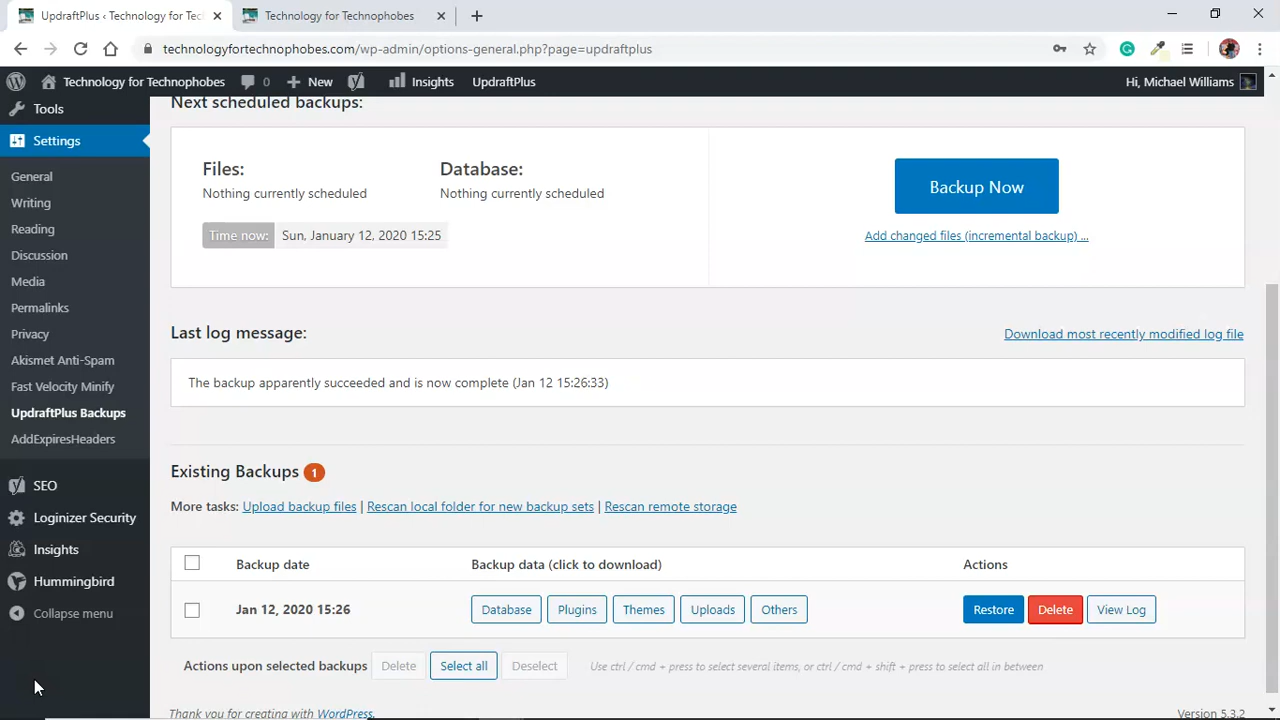 UpdraftPlus ‹ Technology for Tec
Technology for Technophobes
technologyfortechnophobes.com/wp-admin/options-general.php?page=updraftplus
Technology for Technophobes
0
New
Insights
UpdraftPlus
Hi, Michael Williams
Tools
Settings
General
Writing
Reading
Discussion
Media
Permalinks
Privacy
Akismet Anti-Spam
Fast Velocity Minify
UpdraftPlus Backups
AddExpiresHeaders
SEO
Loginizer Security
Insights
Hummingbird
Collapse menu
Next scheduled backups:
Files:
Nothing currently scheduled
Database:
Nothing currently scheduled
Time now: Sun, January 12, 2020 15:25
Backup Now
Add changed files (incremental backup) ...
Last log message:
Download most recently modified log file
The backup apparently succeeded and is now complete (Jan 12 15:26:33)
Existing Backups 1
More tasks: Upload backup files | Rescan local folder for new backup sets | Rescan remote storage
Backup date Backup data (click to download) Actions
Jan 12, 2020 15:26 Database Plugins Themes Uploads Others Restore Delete View Log
Actions upon selected backups Delete Select all Deselect Use ctrl / cmd + press to select several items, or ctrl / cmd + shift + press to select all in between
Thank you for creating with WordPress.
Version 5.3.2